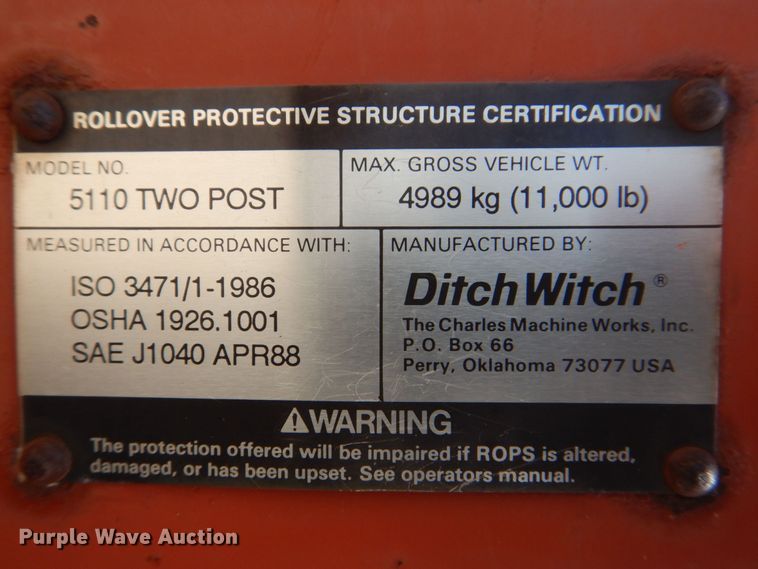 ROLLOVER PROTECTIVE STRUCTURE CERTIFICATION
MODEL NO.
5110 TWO POST
MAX. GROSS VEHICLE WT.
4989 kg (11,000 lb)
MEASURED IN ACCORDANCE WITH:
ISO 3471/1-1986
OSHA 1926.1001
SAE J1040 APR88
MANUFACTURED BY:
Ditch Witch ®
The Charles Machine Works, Inc.
P.O. Box 66
Perry, Oklahoma 73077 USA
⚠WARNING
The protection offered will be impaired if ROPS is altered,
damaged, or has been upset. See operators manual.
Purple Wave Auction